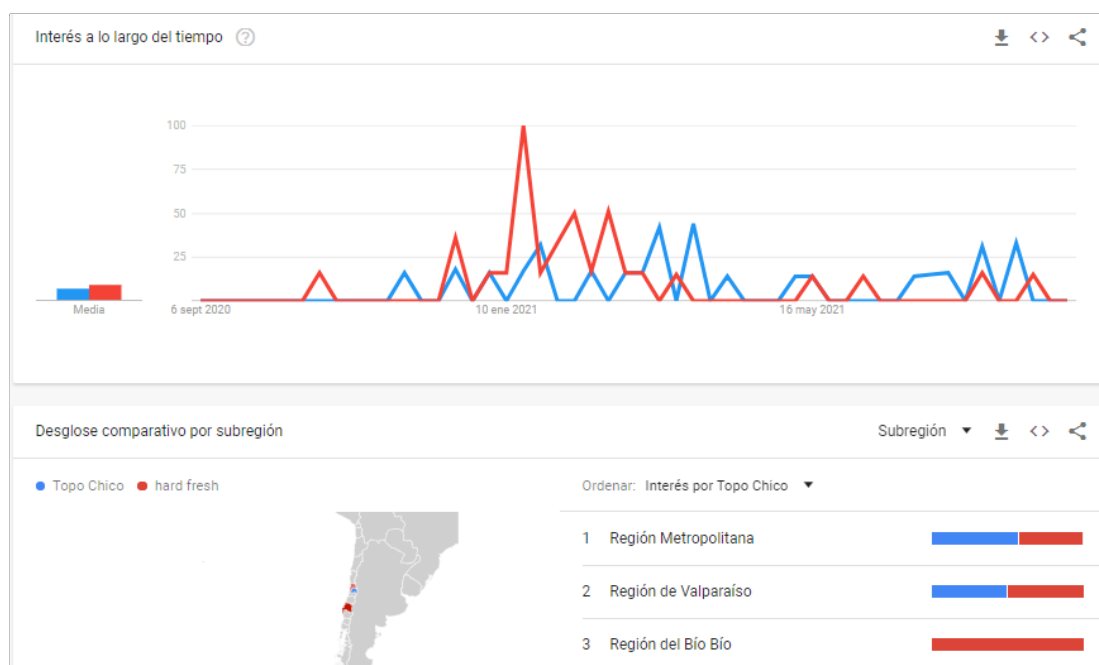 Interés a lo largo del tiempo
100
75
50
25
Media
6 sept 2020
10 ene 2021
16 may 2021
Desglose comparativo por subregión
Subregión
Topo Chico
hard fresh
Ordenar: Interés por Topo Chico
1 Región Metropolitana
2 Región de Valparaíso
3 Región del Bío Bío